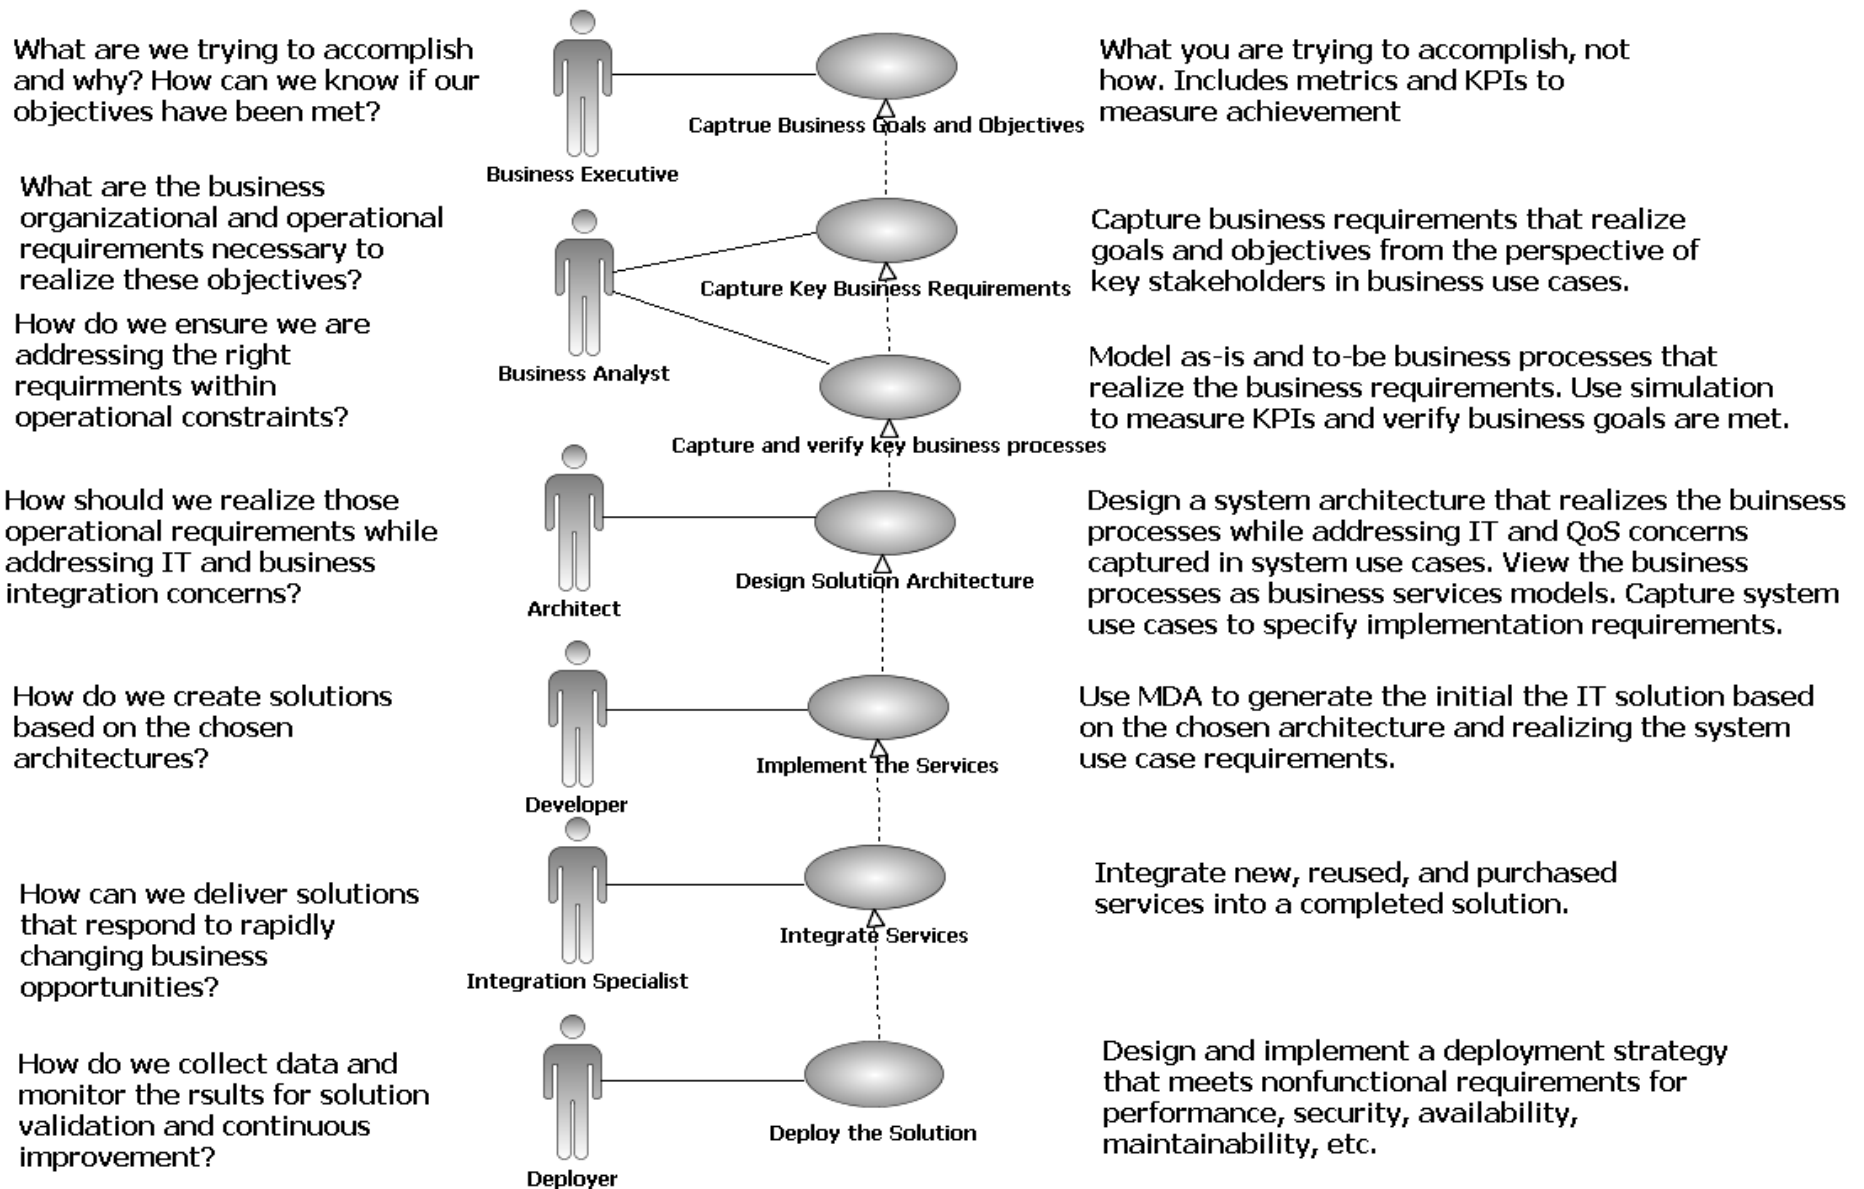 What are we trying to accomplish
and why? How can we know if our
objectives have been met?
Business Executive
Captrue Business Goals and Objectives
What you are trying to accomplish, not
how. Includes metrics and KPIs to
measure achievement
What are the business
organizational and operational
requirements necessary to
realize these objectives?
How do we ensure we are
addressing the right
requirments within
operational constraints?
Business Analyst
Capture Key Business Requirements
Capture business requirements that realize
goals and objectives from the perspective of
key stakeholders in business use cases.
Capture and verify key business processes
Model as-is and to-be business processes that
realize the business requirements. Use simulation
to measure KPIs and verify business goals are met.
How should we realize those
operational requirements while
addressing IT and business
integration concerns?
Architect
Design Solution Architecture
Design a system architecture that realizes the buinsess
processes while addressing IT and QoS concerns
captured in system use cases. View the business
processes as business services models. Capture system
use cases to specify implementation requirements.
How do we create solutions
based on the chosen
architectures?
Developer
Implement the Services
Use MDA to generate the initial the IT solution based
on the chosen architecture and realizing the system
use case requirements.
How can we deliver solutions
that respond to rapidly
changing business
opportunities?
Integration Specialist
Integrate Services
Integrate new, reused, and purchased
services into a completed solution.
How do we collect data and
monitor the rsults for solution
validation and continuous
improvement?
Deployer
Deploy the Solution
Design and implement a deployment strategy
that meets nonfunctional requirements for
performance, security, availability,
maintainability, etc.